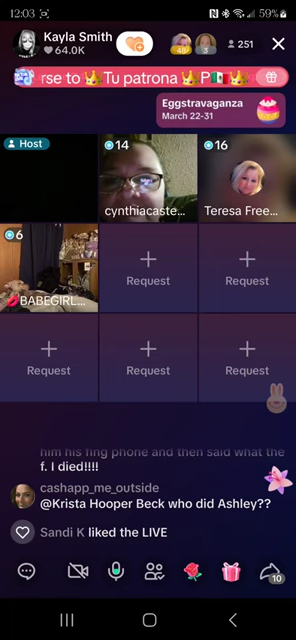 12:03
59%
Kayla Smith
64.0K
251
rse to 👑Tu patrona 👑P🇲🇽👑
Eggstravaganza
March 22-31
Host
14
16
cynthiacaste...
Teresa Free...
6
💋BABEGIRL...
Request
Request
Request
Request
Request
him his fing phone and then said what the
f. I died!!!!
cashapp_me_outside
@Krista Hooper Beck who did Ashley??
Sandi K liked the LIVE
10